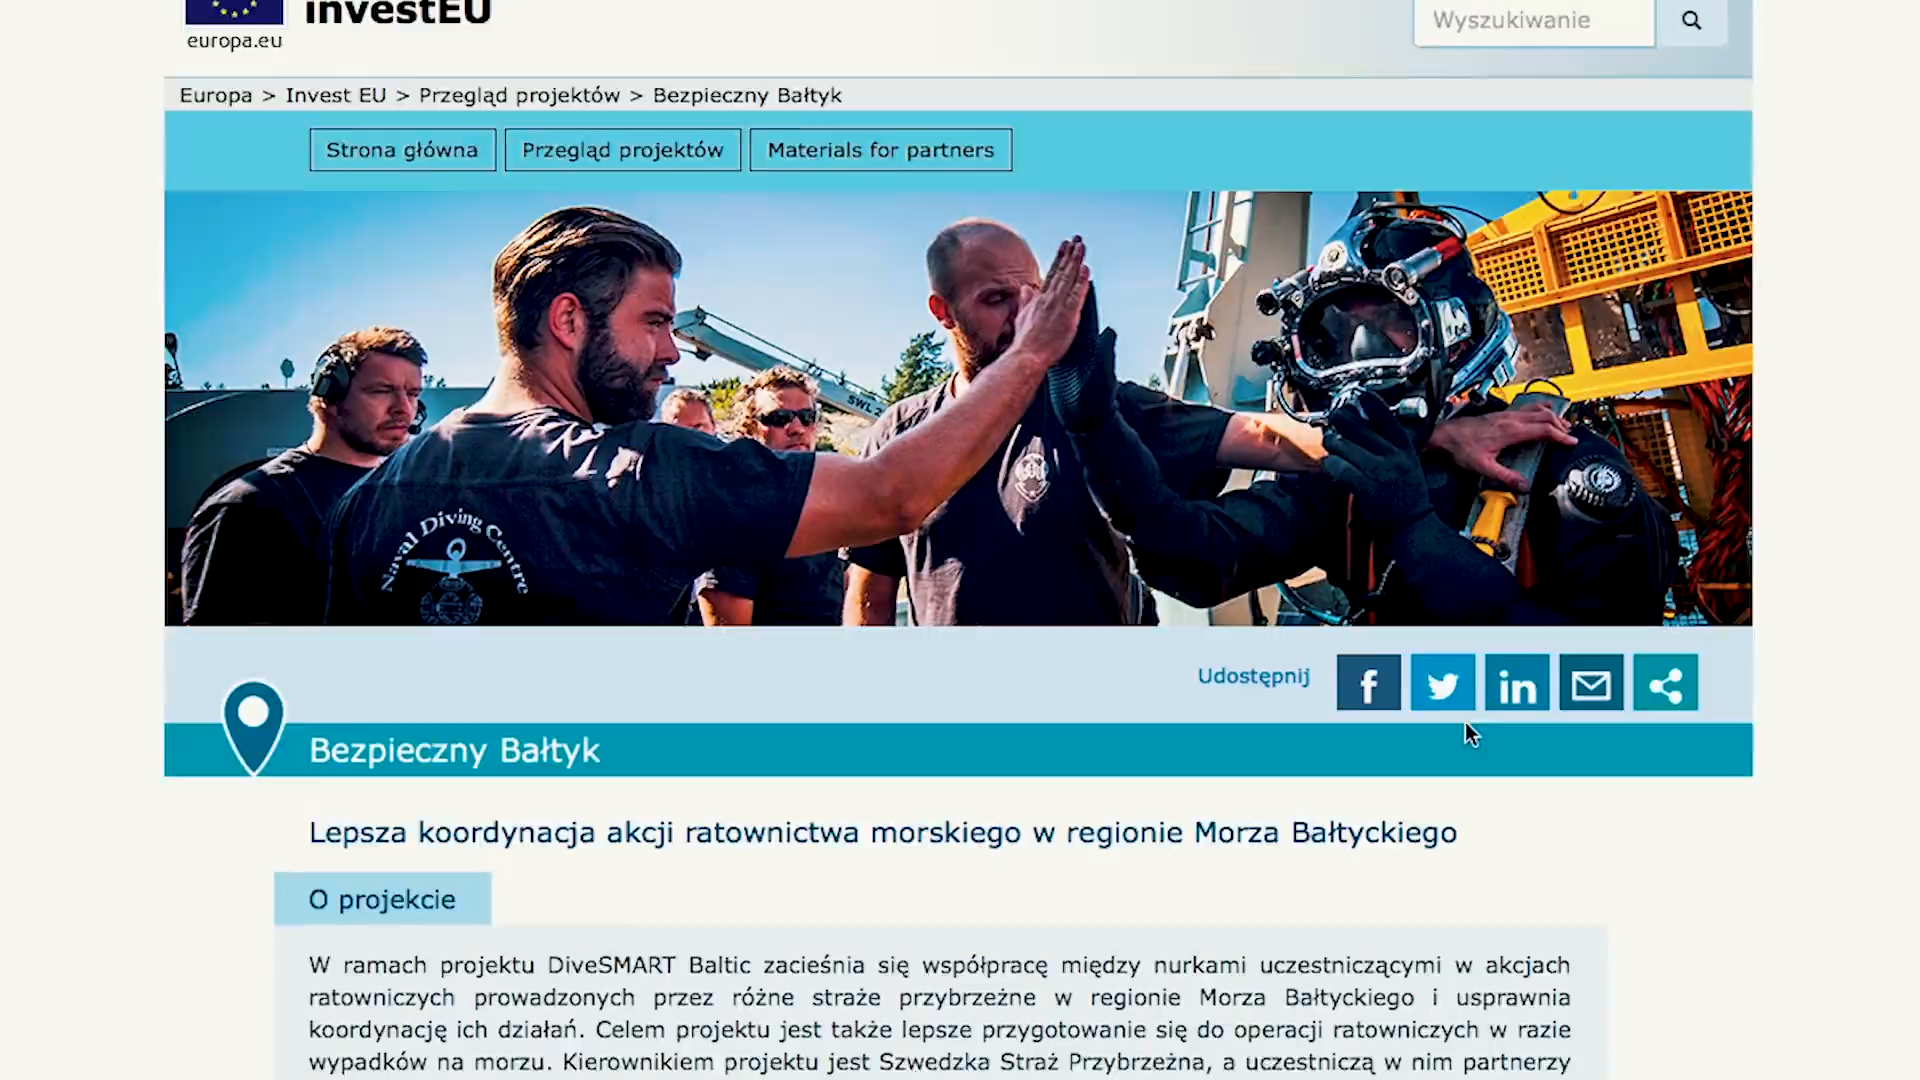 investEU
europa.eu
Wyszukiwanie
Europa > Invest EU > Przegląd projektów > Bezpieczny Bałtyk
Strona główna Przegląd projektów Materials for partners
SWL 2
Naval Diving Centre
Udostępnij
Bezpieczny Bałtyk
Lepsza koordynacja akcji ratownictwa morskiego w regionie Morza Bałtyckiego
O projekcie
W ramach projektu DiveSMART Baltic zacieśnia się współpracę między nurkami uczestniczącymi w akcjach
ratowniczych prowadzonych przez różne straże przybrzeżne w regionie Morza Bałtyckiego i usprawnia
koordynację ich działań. Celem projektu jest także lepsze przygotowanie się do operacji ratowniczych w razie
wypadków na morzu. Kierownikiem projektu jest Szwedzka Straż Przybrzeżna, a uczestniczą w nim partnerzy